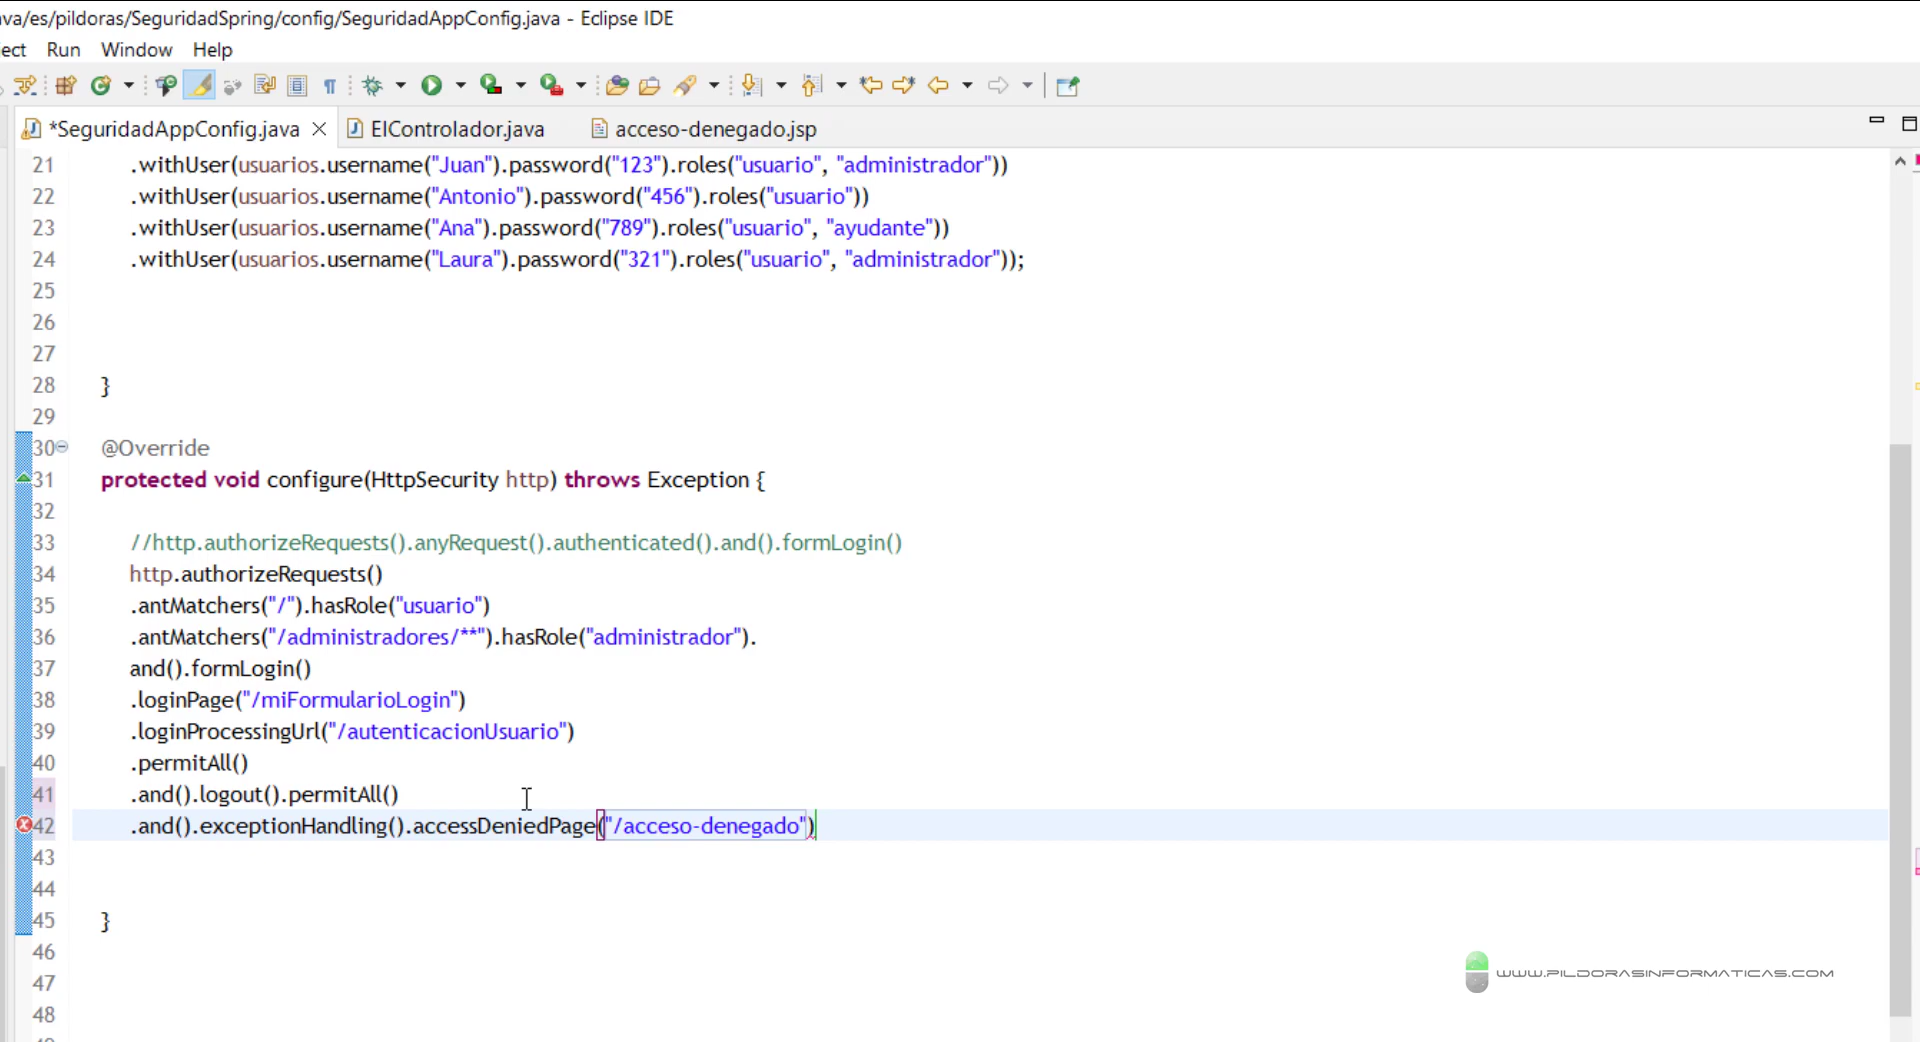 ava/es/pildoras/SeguridadSpring/config/SeguridadAppConfig.java - Eclipse IDE
ect Run Window Help
*SeguridadAppConfig.java ElControlador.java acceso-denegado.jsp
21 .withUser(usuarios.username("Juan").password("123").roles("usuario", "administrador"))
22 .withUser(usuarios.username("Antonio").password("456").roles("usuario"))
23 .withUser(usuarios.username("Ana").password("789").roles("usuario", "ayudante"))
24 .withUser(usuarios.username("Laura").password("321").roles("usuario", "administrador"));
25
26
27
28 }
29
30 @Override
31 protected void configure(HttpSecurity http) throws Exception {
32
33 //http.authorizeRequests().anyRequest().authenticated().and().formLogin()
34 http.authorizeRequests()
35 .antMatchers("/").hasRole("usuario")
36 .antMatchers("/administradores/**").hasRole("administrador").
37 and().formLogin()
38 .loginPage("/miFormularioLogin")
39 .loginProcessingUrl("/autenticacionUsuario")
40 .permitAll()
41 .and().logout().permitAll()
42 .and().exceptionHandling().accessDeniedPage("/acceso-denegado")
43
44
45 }
46
47
48
WWW.PILDORASINFORMATICAS.COM